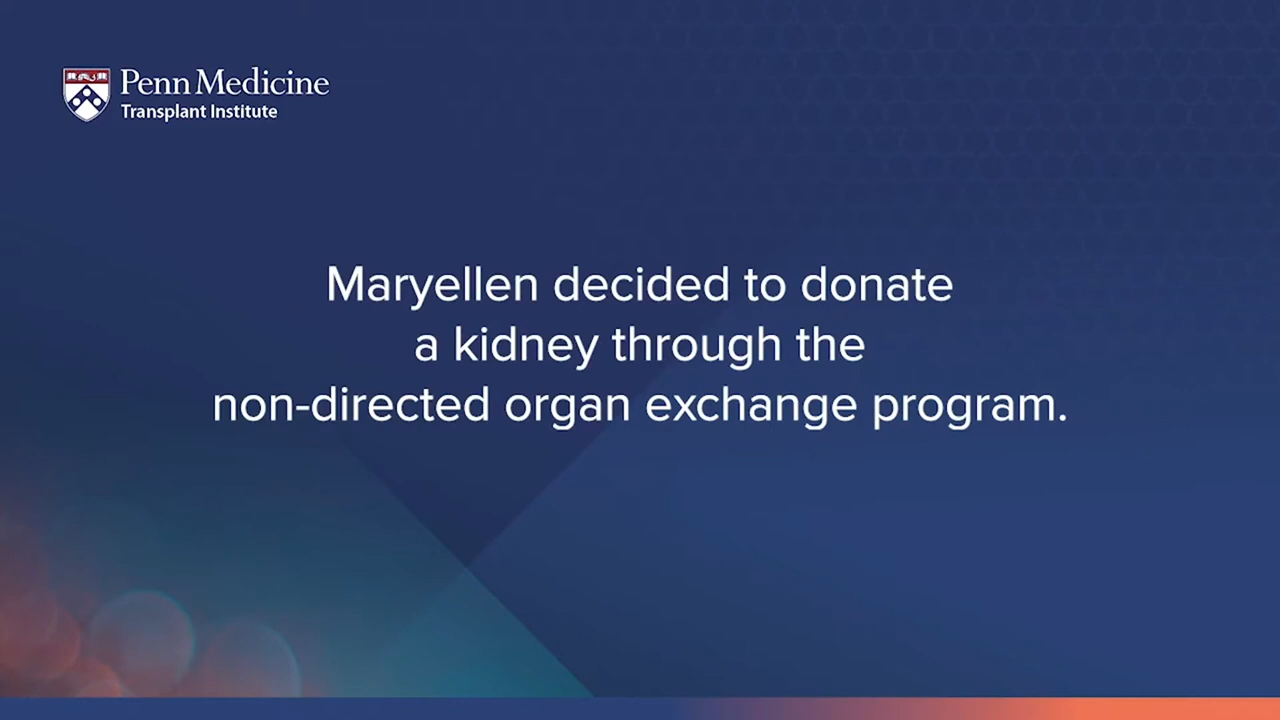 Penn Medicine
Transplant Institute
Maryellen decided to donate
a kidney through the
non-directed organ exchange program.